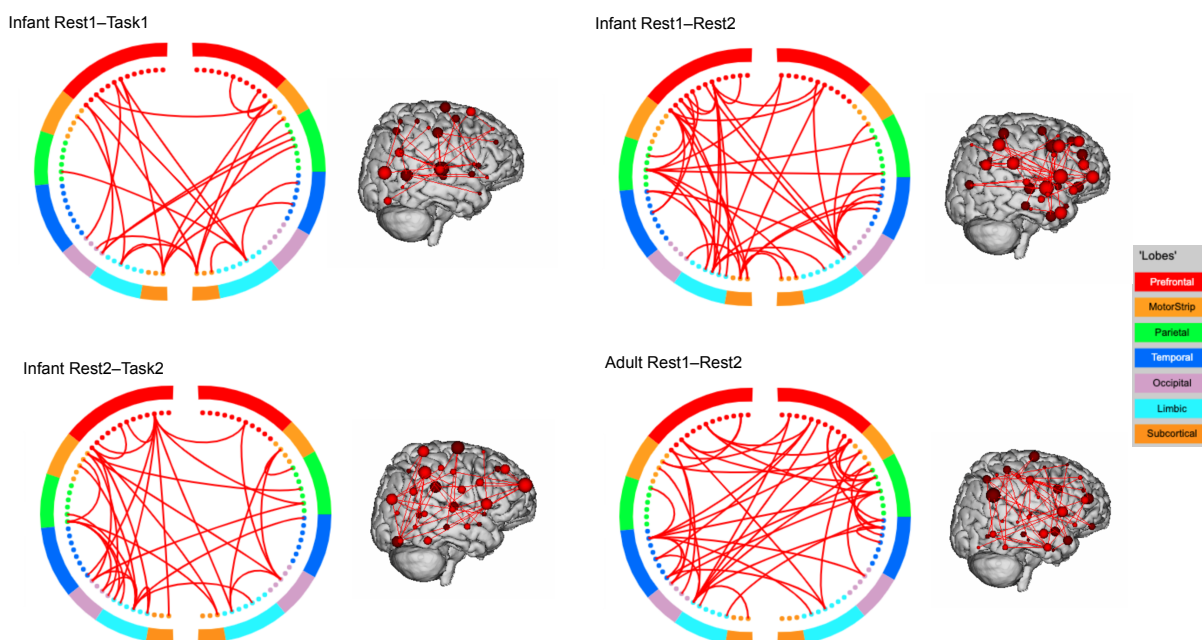 Infant Rest1–Task1
Infant Rest1–Rest2
Infant Rest2–Task2
Adult Rest1–Rest2
'Lobes'
Prefrontal
MotorStrip
Parietal
Temporal
Occipital
Limbic
Subcortical